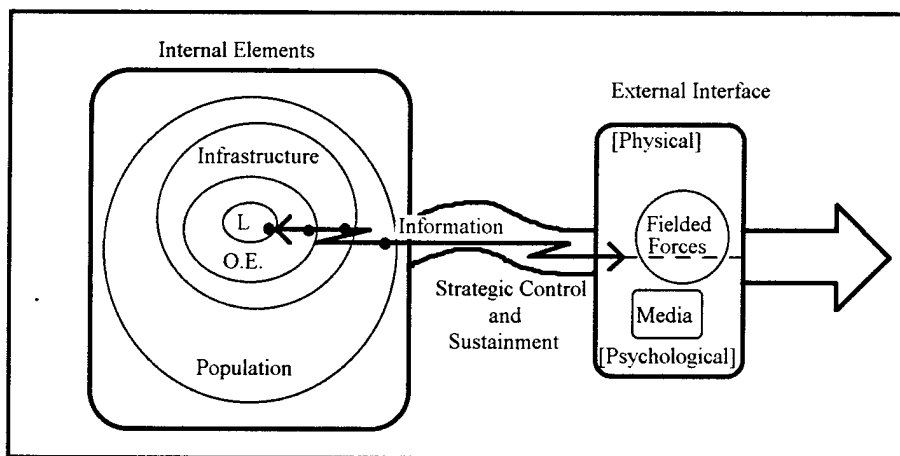 Internal Elements
External Interface
[Physical]
Infrastructure
L
O.E.
Information
Fielded
Forces
Strategic Control
and
Sustainment
Media
[Psychological]
Population